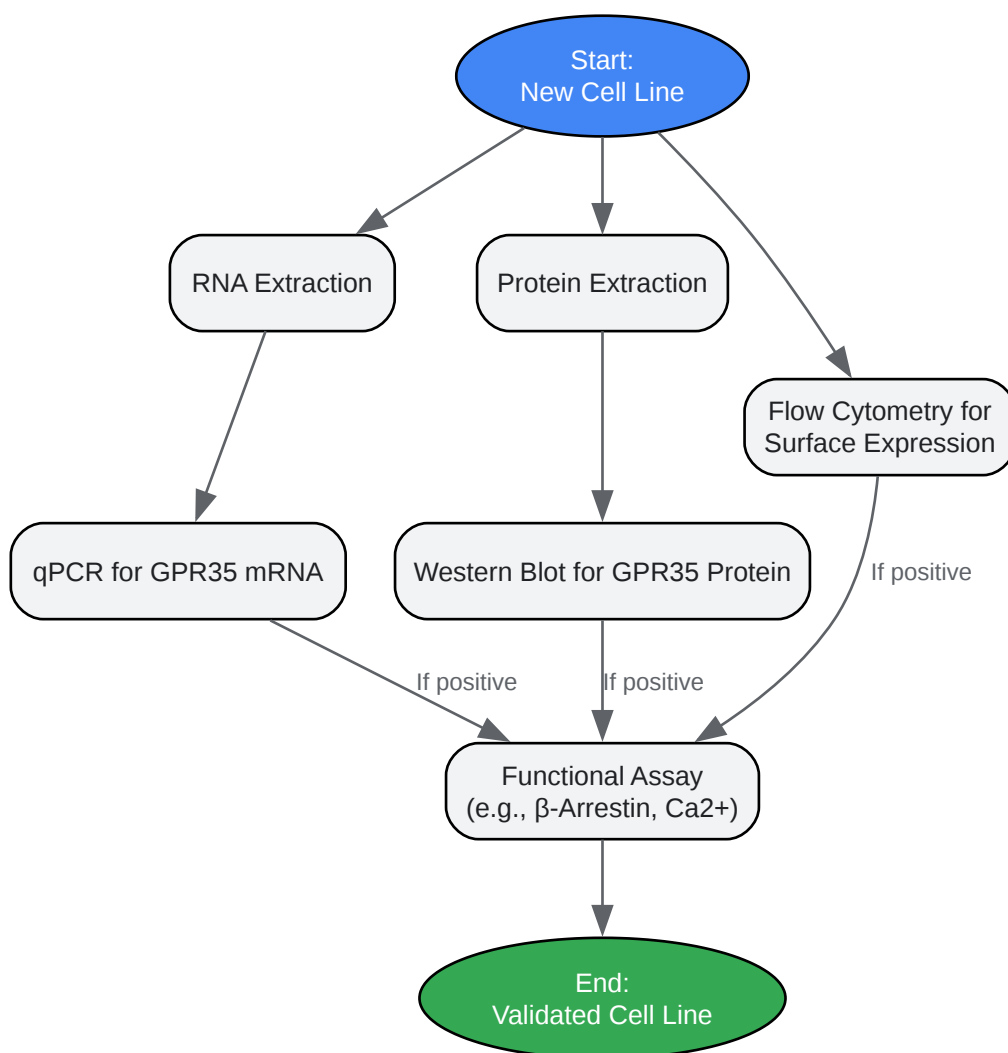 Start:
New Cell Line
RNA Extraction
Protein Extraction
Flow Cytometry for
Surface Expression
qPCR for GPR35 mRNA
Western Blot for GPR35 Protein
If positive
If positive
If positive
Functional Assay
(e.g., β-Arrestin, Ca2+)
End:
Validated Cell Line